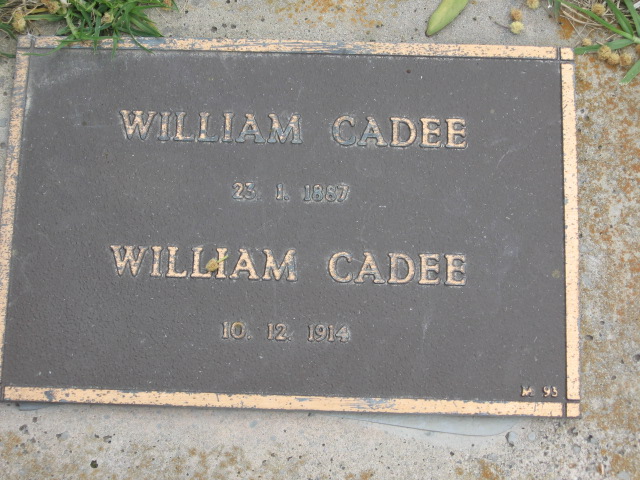 WILLIAM CADEE
23. 1. 1887
WILLIAM CADEE
10. 12. 1914
M 93